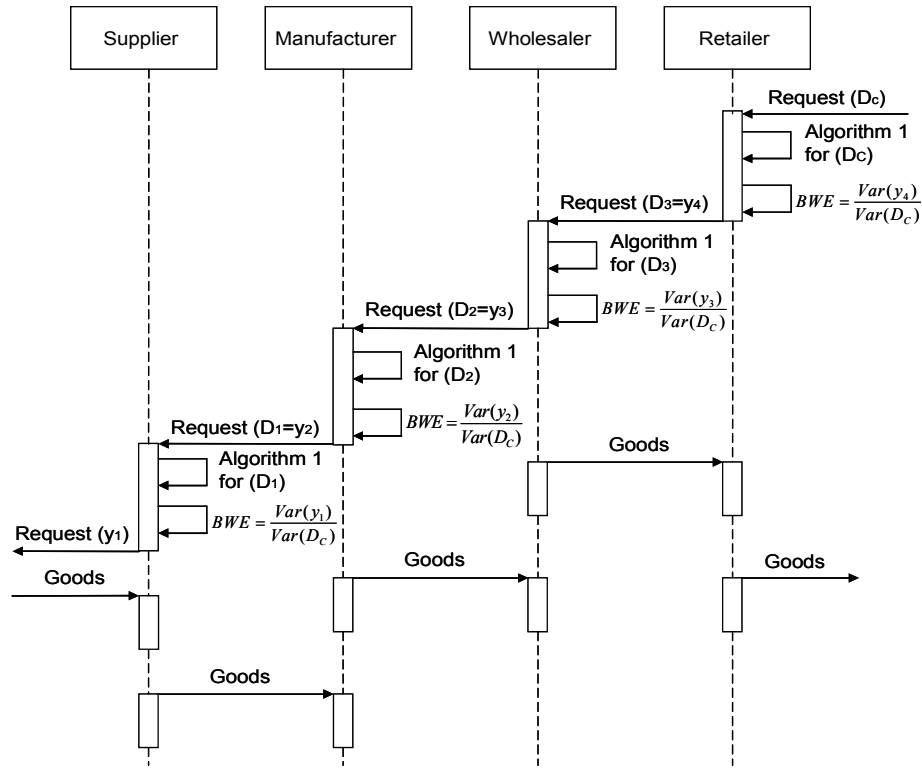 Supplier
Manufacturer
Wholesaler
Retailer
Request (Dc)
Algorithm 1
for (Dc)
BWE = Var(y4) / Var(DC)
Request (D3=y4)
Algorithm 1
for (D3)
BWE = Var(y3) / Var(DC)
Request (D2=y3)
Algorithm 1
for (D2)
BWE = Var(y2) / Var(DC)
Request (D1=y2)
Algorithm 1
for (D1)
BWE = Var(y1) / Var(DC)
Request (y1)
Goods
Goods
Goods
Goods
Goods